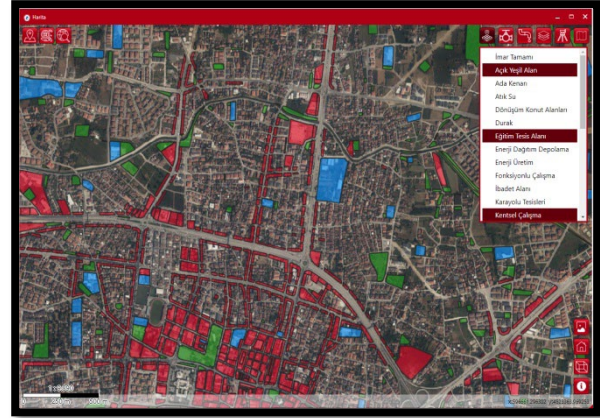 Harita
İmar Tamamı
Açık Yeşil Alan
Ada Kenarı
Atık Su
Dönüşüm Konut Alanları
Durak
Eğitim Tesis Alanı
Enerji Dağıtım Depolama
Enerji Üretim
Fonksiyonlu Çalışma
İbadet Alanı
Karayolu Tesisleri
Kentsel Çalışma